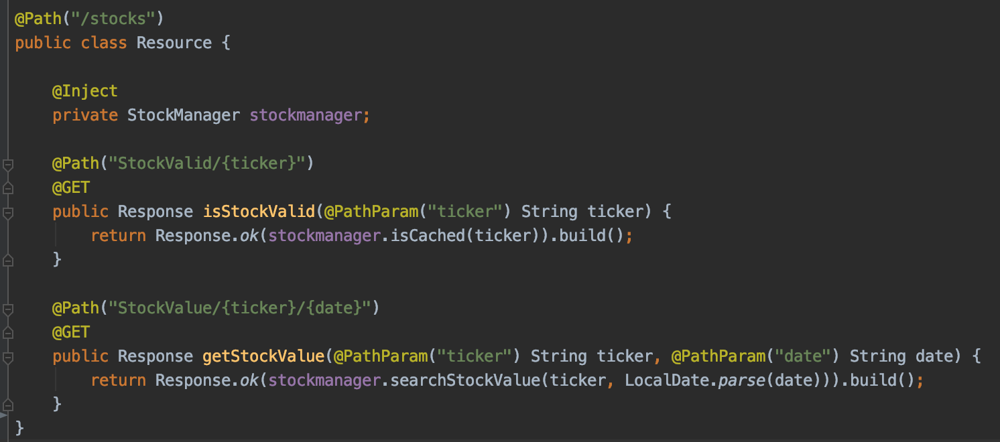 @Path("/stocks")
public class Resource {
@Inject
private StockManager stockmanager;
@Path("StockValid/{ticker}")
@GET
public Response isStockValid(@PathParam("ticker") String ticker) {
return Response.ok(stockmanager.isCached(ticker)).build();
}
@Path("StockValue/{ticker}/{date}")
@GET
public Response getStockValue(@PathParam("ticker") String ticker, @PathParam("date") String date) {
return Response.ok(stockmanager.searchStockValue(ticker, LocalDate.parse(date))).build();
}
}